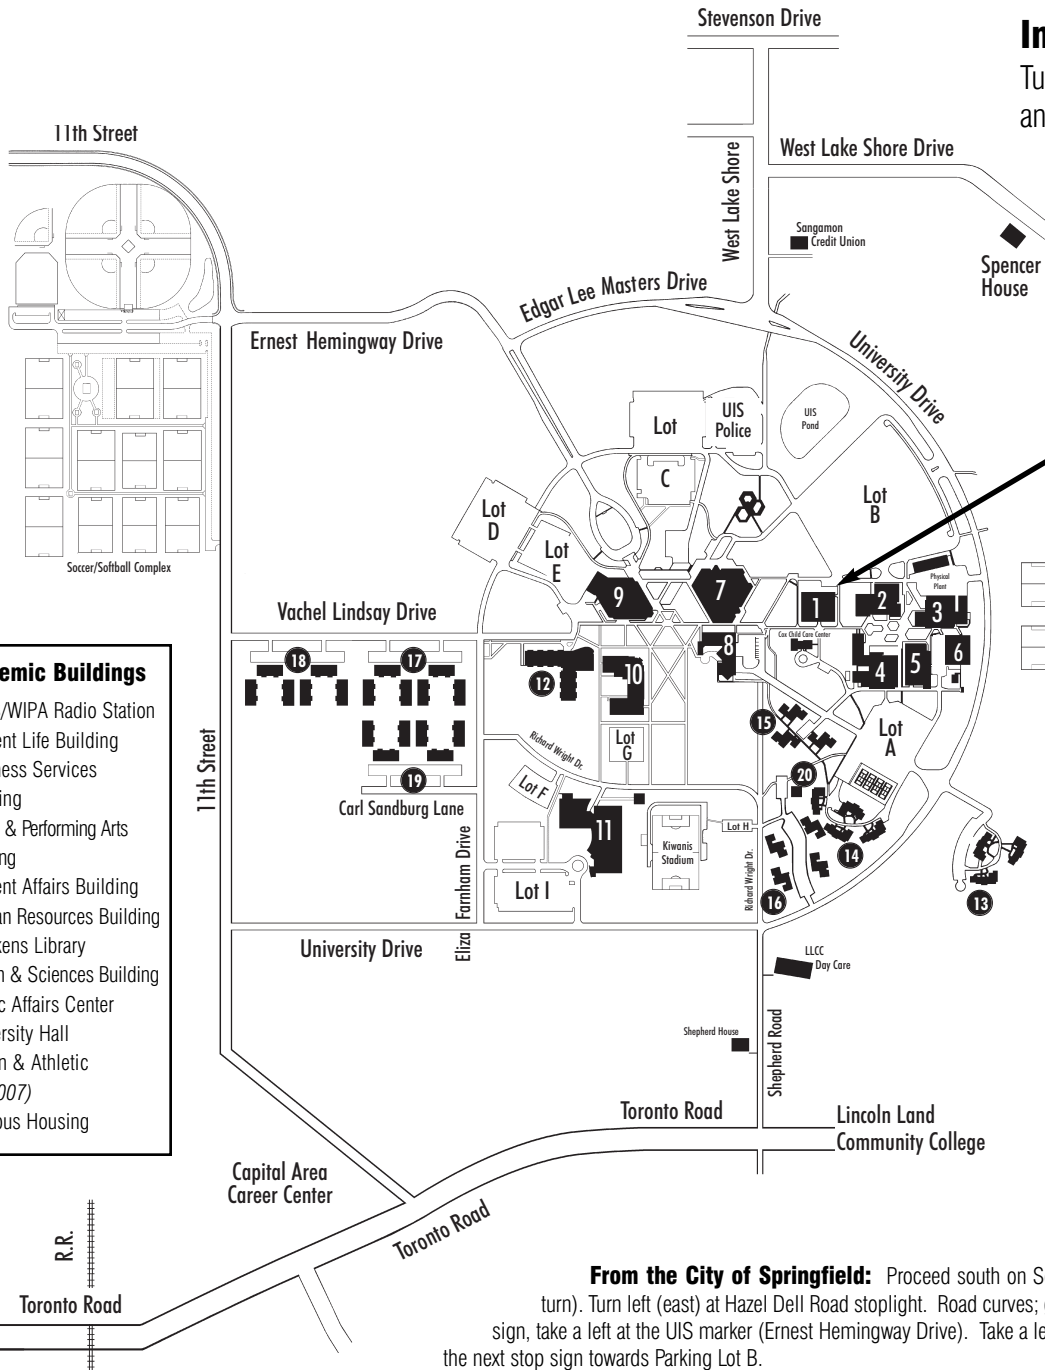 Stevenson Drive
In
Tu
an
11th Street
West Lake Shore Drive
West Lake Shore
Sangamon
Credit Union
Spencer
House
Edgar Lee Masters Drive
Ernest Hemingway Drive
University Drive
UIS
Pond
UIS
Police
Lot
C
Lot
B
Lot
D
Lot
E
Soccer/Softball Complex
Physical
Plant
Vachel Lindsay Drive
9
7
1
2
3
Cox Child Care Center
8
4
5
6
18
17
12
10
15
Lot
A
Lot
G
Richard Wright Dr.
20
19
Lot F
Carl Sandburg Lane
11th Street
11
Kiwanis
Stadium
Lot H
14
Lot I
Richard Wright Dr.
16
13
Eliza Farnham Drive
University Drive
LLCC
Day Care
Shepherd House
Shepherd Road
Toronto Road
Lincoln Land
Community College
Capital Area
Career Center
Toronto Road
R.R.
Toronto Road
emic Buildings
/WIPA Radio Station
ent Life Building
ness Services
ing
& Performing Arts
ng
ent Affairs Building
an Resources Building
kens Library
h & Sciences Building
c Affairs Center
ersity Hall
n & Athletic
007)
ous Housing
From the City of Springfield: Proceed south on S
turn). Turn left (east) at Hazel Dell Road stoplight. Road curves;
sign, take a left at the UIS marker (Ernest Hemingway Drive). Take a le
the next stop sign towards Parking Lot B.